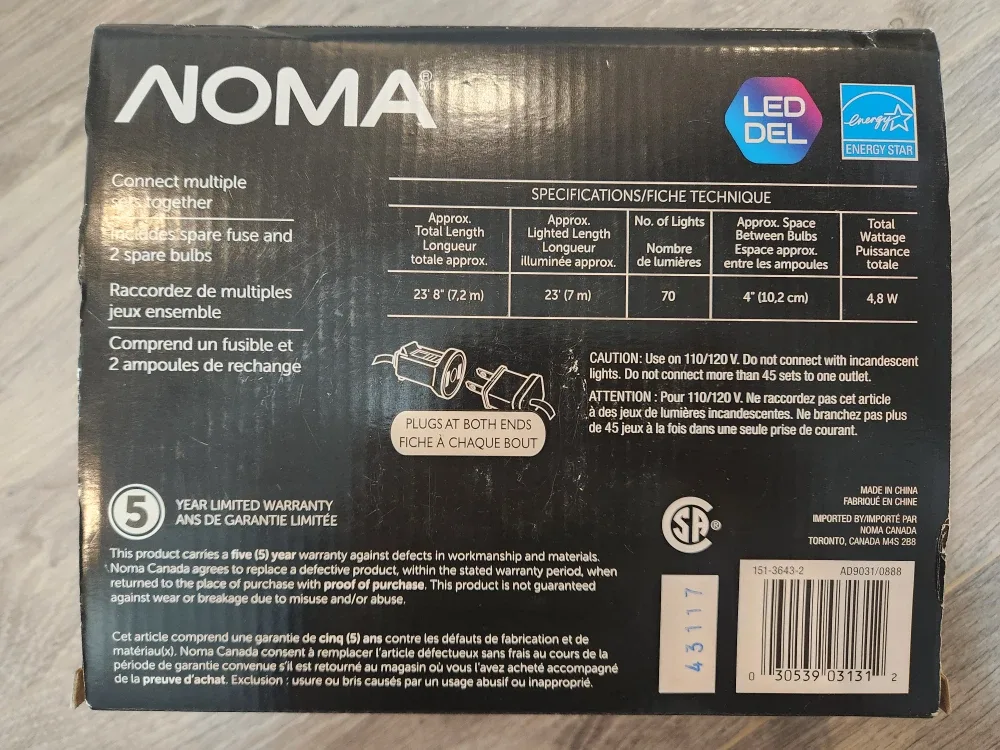 NOMA®
MD
LED
DEL
energy
ENERGY STAR
Connect multiple
sets together
Includes spare fuse and
2 spare bulbs
Raccordez de multiples
jeux ensemble
Comprend un fusible et
2 ampoules de rechange
SPECIFICATIONS/FICHE TECHNIQUE
Approx.
Total Length
Longueur
totale approx.
Approx.
Lighted Length
Longueur
illuminée approx.
No. of Lights
Nombre
de lumières
Approx. Space
Between Bulbs
Espace approx.
entre les ampoules
Total
Wattage
Puissance
totale
23' 8" (7,2 m)
23' (7 m)
70
4" (10,2 cm)
4,8 W
PLUGS AT BOTH ENDS
FICHE À CHAQUE BOUT
CAUTION: Use on 110/120 V. Do not connect with incandescent
lights. Do not connect more than 45 sets to one outlet.
ATTENTION : Pour 110/120 V. Ne raccordez pas cet article
à des jeux de lumières incandescentes. Ne branchez pas plus
de 45 jeux à la fois dans une seule prise de courant.
5
YEAR LIMITED WARRANTY
ANS DE GARANTIE LIMITÉE
This product carries a five (5) year warranty against defects in workmanship and materials.
Noma Canada agrees to replace a defective product, within the stated warranty period, when
returned to the place of purchase with proof of purchase. This product is not guaranteed
against wear or breakage due to misuse and/or abuse.
Cet article comprend une garantie de cinq (5) ans contre les défauts de fabrication et de
matériau(x). Noma Canada consent à remplacer l'article défectueux sans frais au cours de la
période de garantie convenue s'il est retourné au magasin où vous l'avez acheté accompagné
de la preuve d'achat. Exclusion : usure ou bris causés par un usage abusif ou inapproprié.
SA®
MADE IN CHINA
FABRIQUÉ EN CHINE
IMPORTED BY/IMPORTÉ PAR
NOMA CANADA
TORONTO, CANADA M4S 2B8
43117
151-3643-2 AD9031/0888
0 30539 03131 2